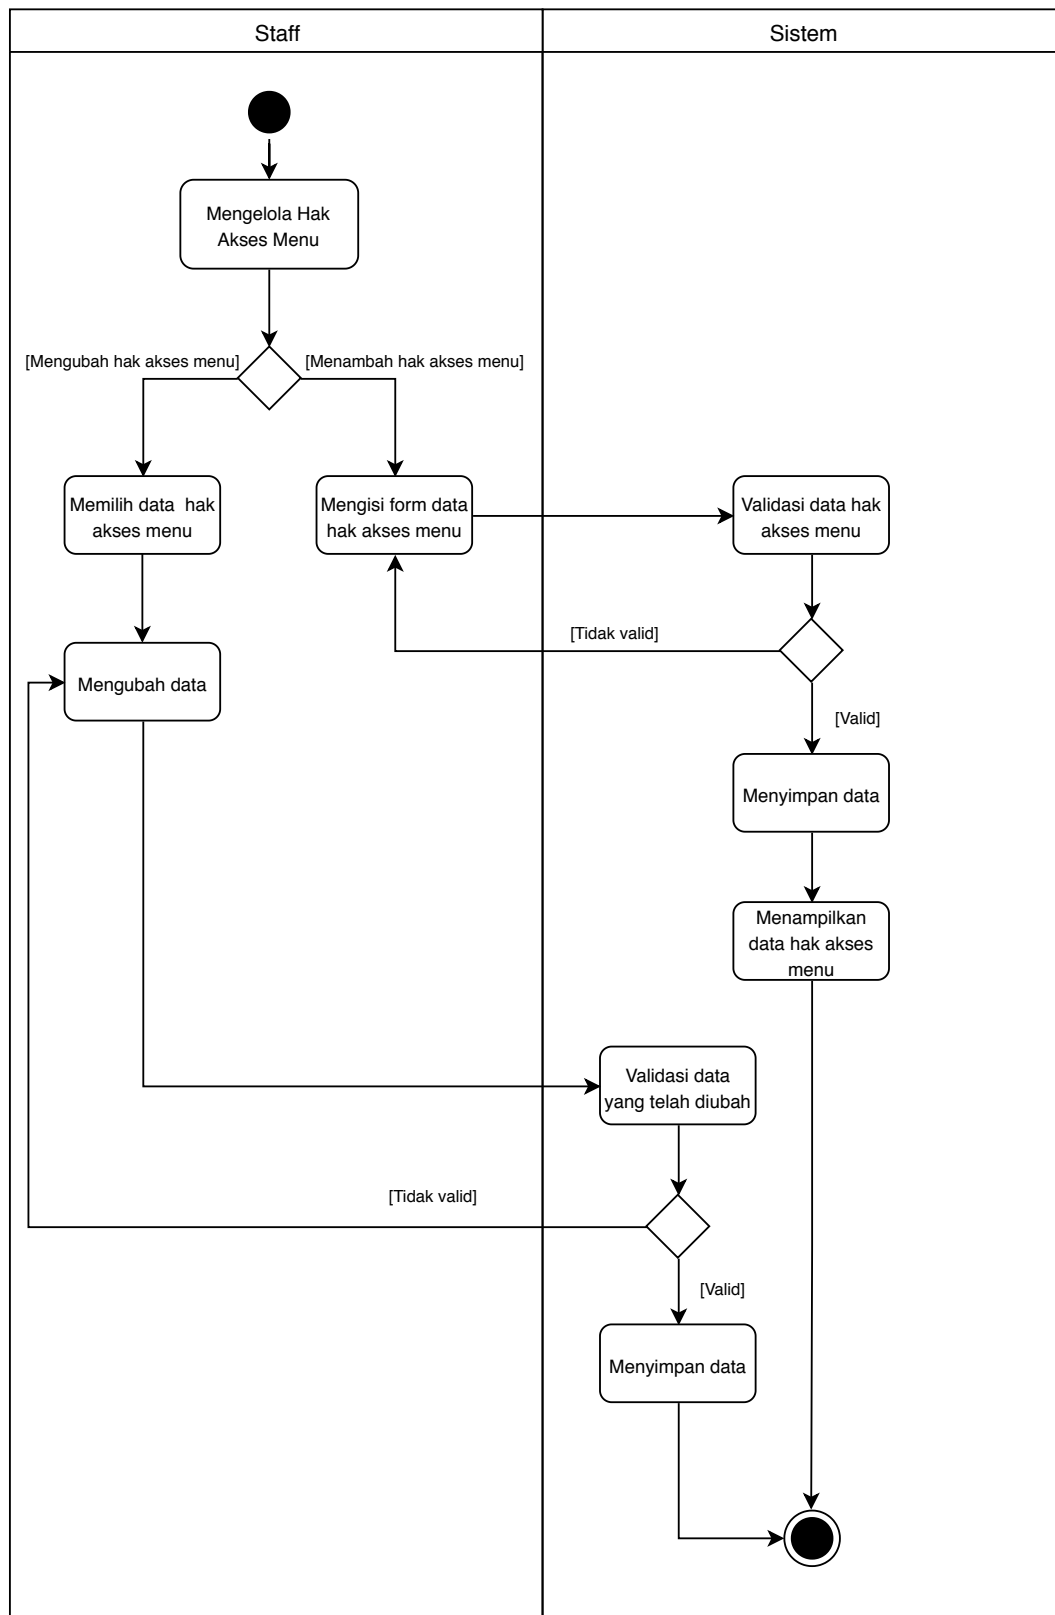 Staff
Sistem
Mengelola Hak
Akses Menu
[Mengubah hak akses menu]
[Menambah hak akses menu]
Memilih data  hak
akses menu
Mengisi form data
hak akses menu
Validasi data hak
akses menu
[Tidak valid]
Mengubah data
[Valid]
Menyimpan data
Menampilkan
data hak akses
menu
Validasi data
yang telah diubah
[Tidak valid]
[Valid]
Menyimpan data